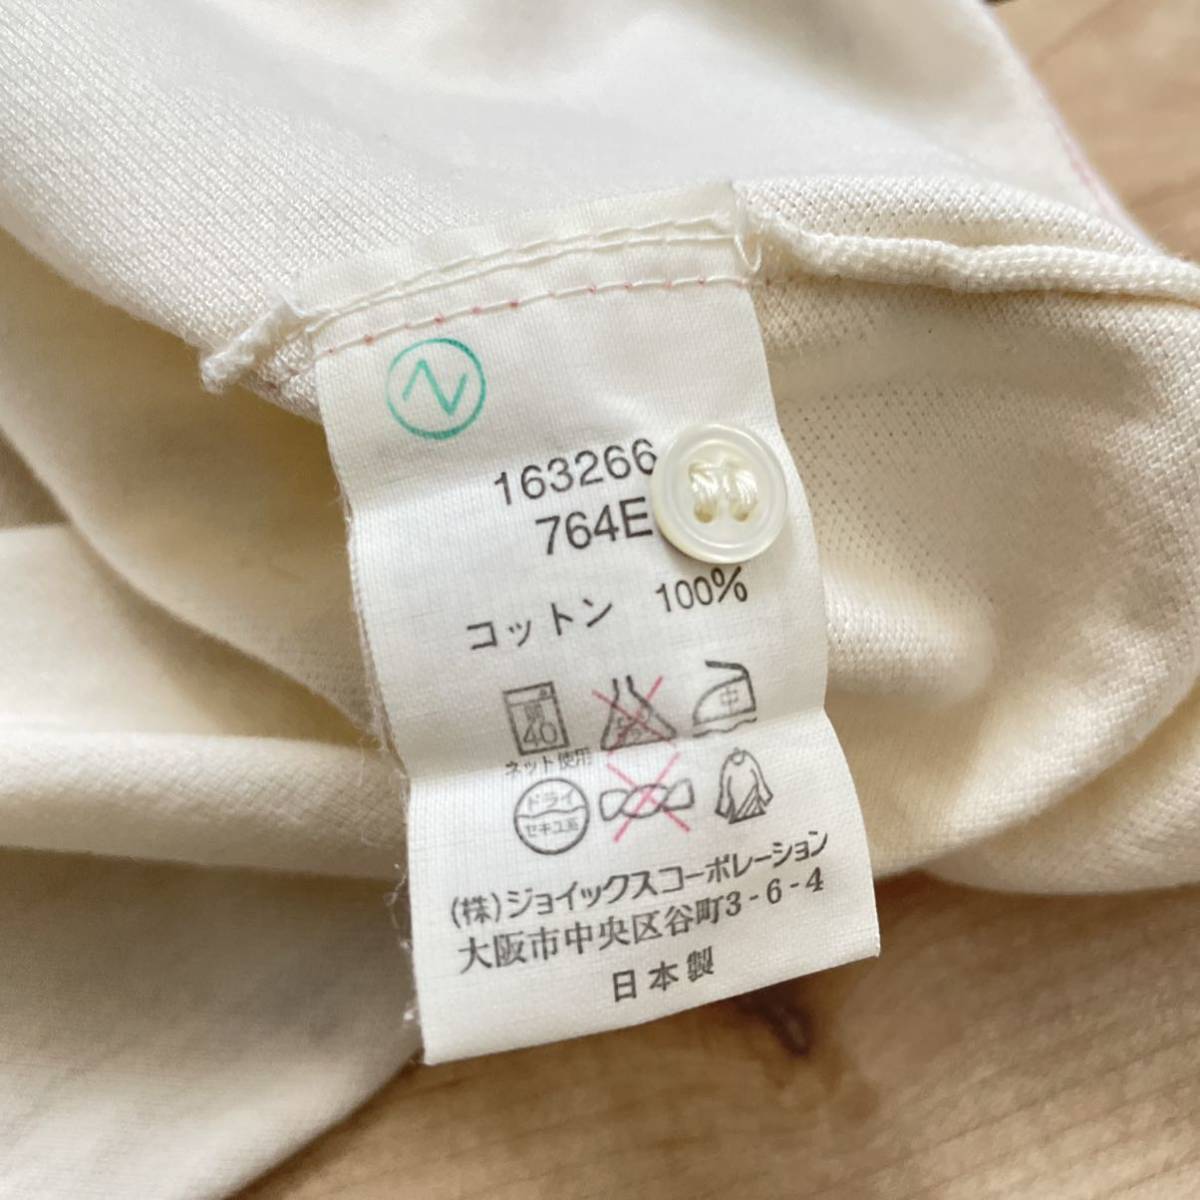 N
163266
764E
コットン 100%
弱
40
中
ネット使用
ドライ
セキユ系
(株)ジョイックスコーポレーション
大阪市中央区谷町3-6-4
日本製